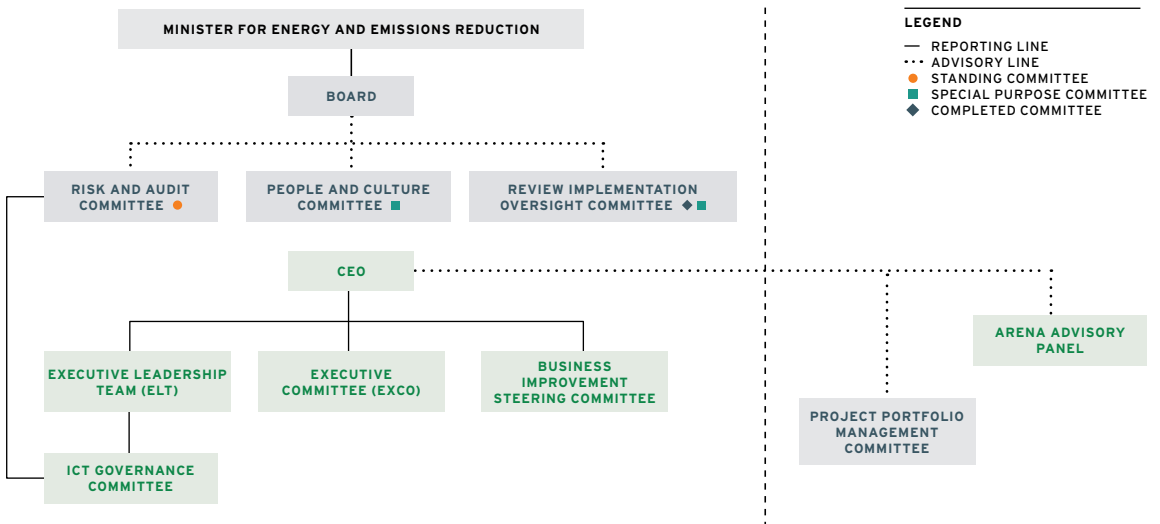 MINISTER FOR ENERGY AND EMISSIONS REDUCTION
BOARD
RISK AND AUDIT
COMMITTEE
PEOPLE AND CULTURE
COMMITTEE
REVIEW IMPLEMENTATION
OVERSIGHT COMMITTEE
CEO
EXECUTIVE LEADERSHIP
TEAM (ELT)
EXECUTIVE
COMMITTEE (EXCO)
BUSINESS
IMPROVEMENT
STEERING COMMITTEE
ICT GOVERNANCE
COMMITTEE
LEGEND
REPORTING LINE
ADVISORY LINE
STANDING COMMITTEE
SPECIAL PURPOSE COMMITTEE
COMPLETED COMMITTEE
ARENA ADVISORY
PANEL
PROJECT PORTFOLIO
MANAGEMENT
COMMITTEE